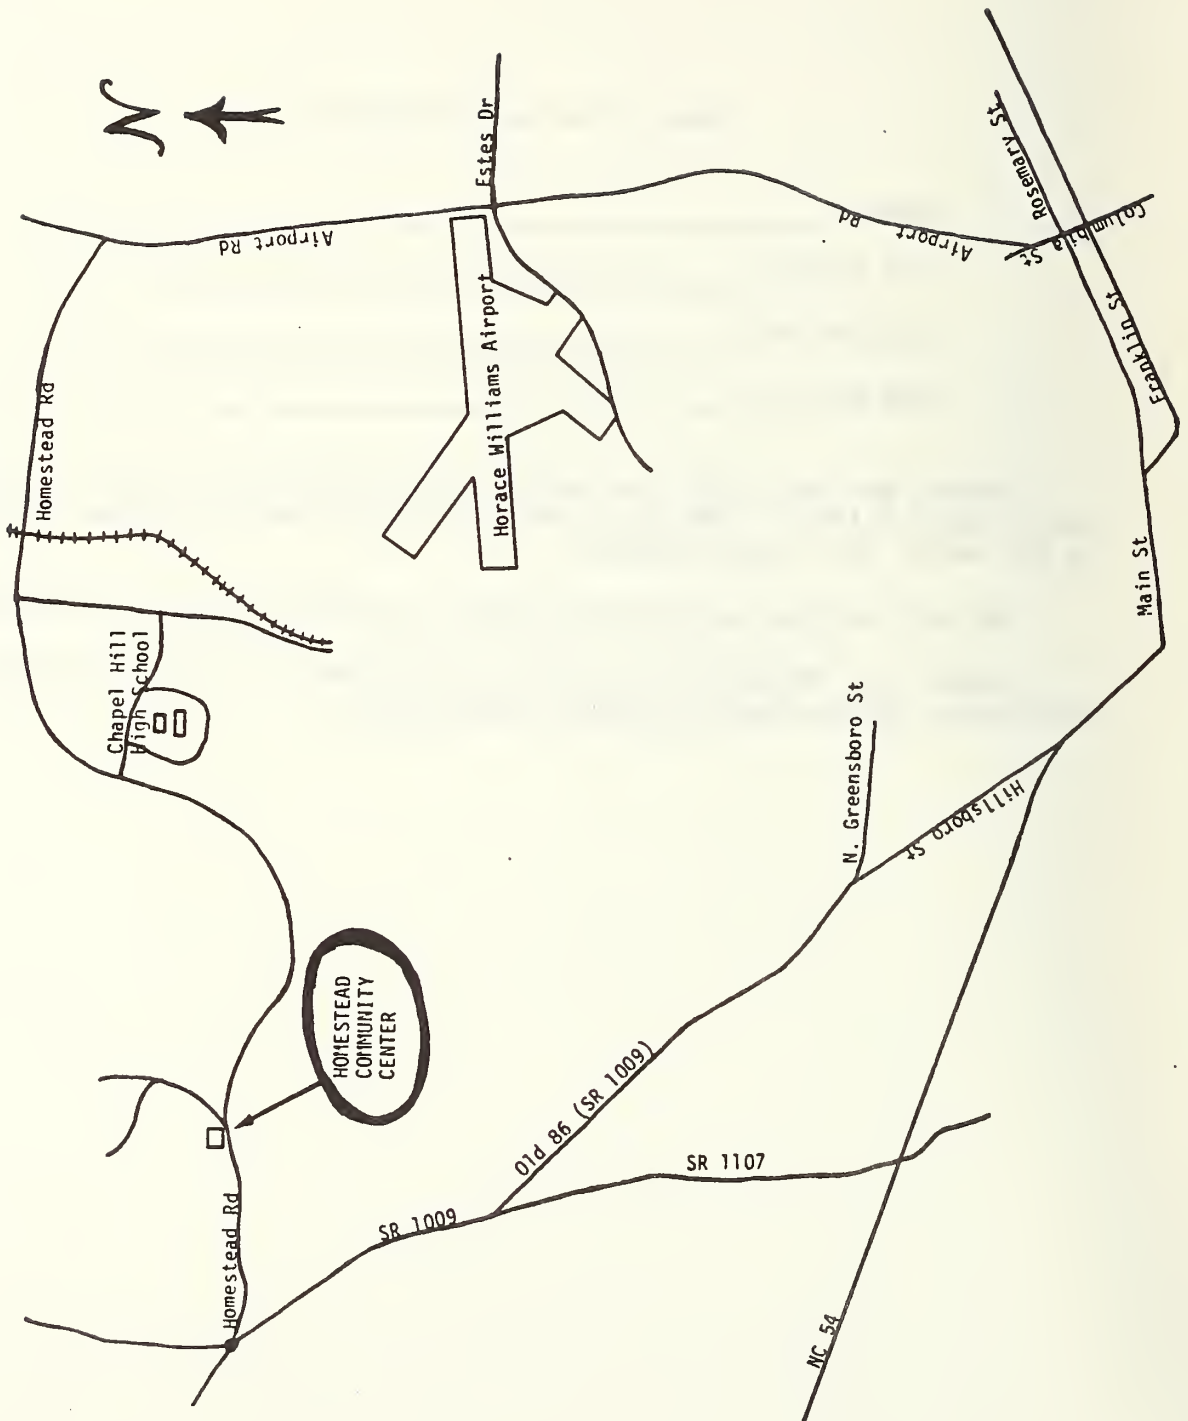 N
Estes Dr
Rosemary St.
Airport Rd
Airport Rd
Columbia St
Homestead Rd
Horace Williams Airport
Franklin St
Main St
Chapel Hill
High School
N. Greensboro St
Hillsboro St
HOMESTEAD
COMMUNITY
CENTER
Old 86 (SR 1009)
SR 1107
SR 1009
Homestead Rd
NC 54